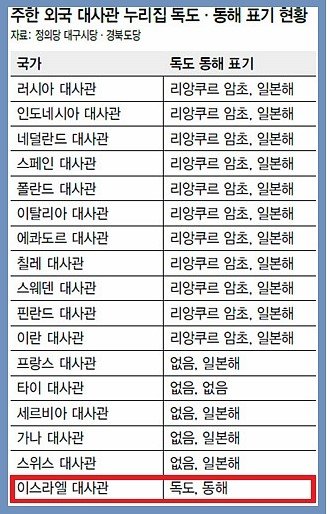 주한 외국 대사관 누리집 독도·동해 표기 현황
자료: 정의당 대구시당·경북도당
국가 독도 동해 표기
러시아 대사관 리앙쿠르 암초, 일본해
인도네시아 대사관 리앙쿠르 암초, 일본해
네덜란드 대사관 리앙쿠르 암초, 일본해
스페인 대사관 리앙쿠르 암초, 일본해
폴란드 대사관 리앙쿠르 암초, 일본해
이탈리아 대사관 리앙쿠르 암초, 일본해
에콰도르 대사관 리앙쿠르 암초, 일본해
칠레 대사관 리앙쿠르 암초, 일본해
스웨덴 대사관 리앙쿠르 암초, 일본해
핀란드 대사관 리앙쿠르 암초, 일본해
이란 대사관 리앙쿠르 암초, 일본해
프랑스 대사관 없음, 일본해
타이 대사관 없음, 없음
세르비아 대사관 없음, 일본해
가나 대사관 없음, 일본해
스위스 대사관 없음, 일본해
이스라엘 대사관 독도, 동해